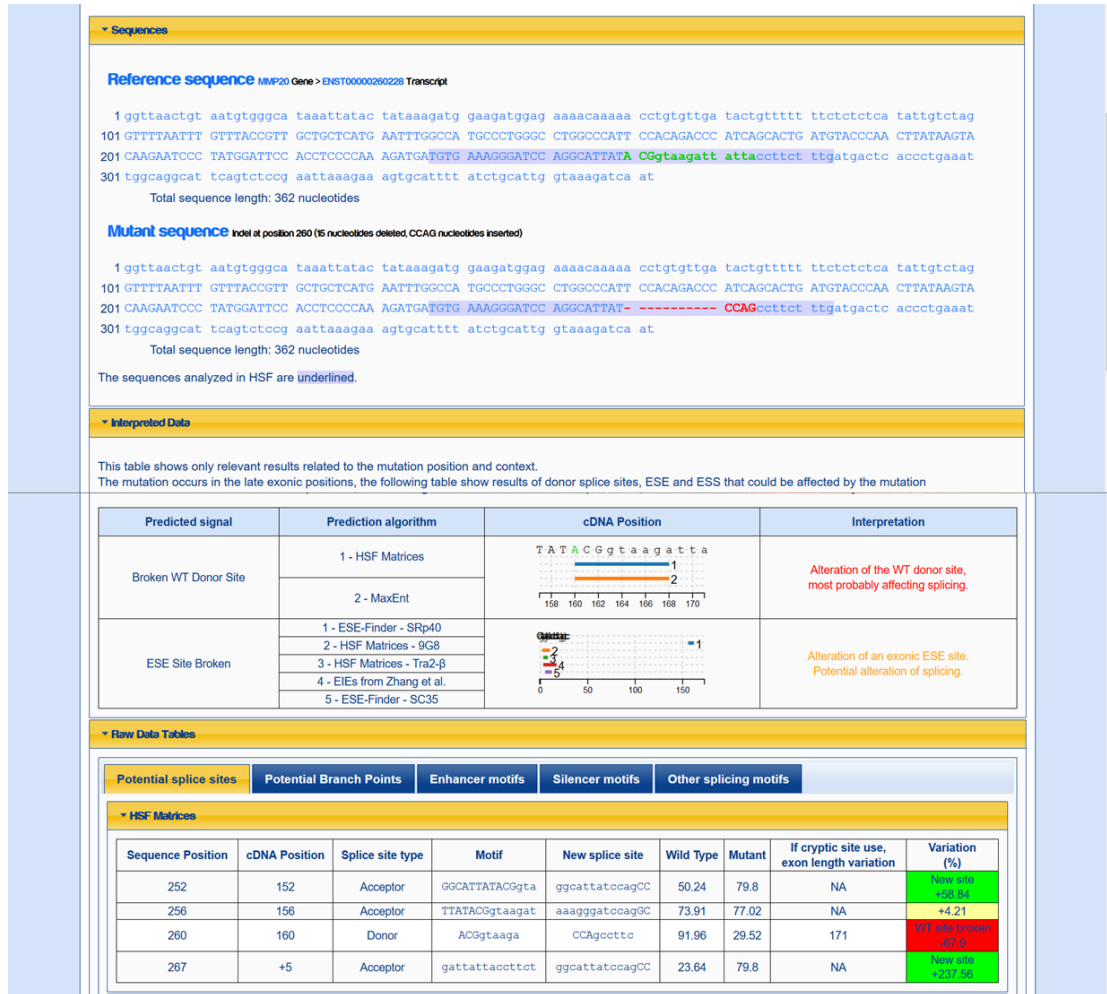 Sequences
Reference sequence MMP20 Gene > ENST00000260228 Transcript
1 ggttaactgt aatgtgggca taaattatac tataaagatg gaagatggag aaaacaaaaa cctgtgttga tactgttttt ttctctctca tattgtctag
101 GTTTTAATTT GTTTACCGTT GCTGCTCATG AATTTGGCCA TGCCCTGGGC CTGGCCCATT CCACAGACCC ATCAGCACTG ATGTACCCAA CTTATAAGTA
201 CAAGAATCCC TATGGATTCC ACCTCCCCAA AGATGATGTG AAAGGGATCC AGGCATTATA CGGgtaagatt attaccttct ttgatgactc accctgaaat
301 tggcaggcat tcagtctccg aattaaagaa agtgcatttt atctgcattg gtaaagatca at
Total sequence length: 362 nucleotides
Mutant sequence Indel at position 260 (15 nucleotides deleted, CCAG nucleotides inserted)
1 ggttaactgt aatgtgggca taaattatac tataaagatg gaagatggag aaaacaaaaa cctgtgttga tactgttttt ttctctctca tattgtctag
101 GTTTTAATTT GTTTACCGTT GCTGCTCATG AATTTGGCCA TGCCCTGGGC CTGGCCCATT CCACAGACCC ATCAGCACTG ATGTACCCAA CTTATAAGTA
201 CAAGAATCCC TATGGATTCC ACCTCCCCAA AGATGATGTG AAAGGGATCC AGGCATTAT- ---------- CCAGccttct ttgatgactc accctgaaat
301 tggcaggcat tcagtctccg aattaaagaa agtgcatttt atctgcattg gtaaagatca at
Total sequence length: 362 nucleotides
The sequences analyzed in HSF are underlined.
Interpreted Data
This table shows only relevant results related to the mutation position and context.
The mutation occurs in the late exonic positions, the following table show results of donor splice sites, ESE and ESS that could be affected by the mutation
Predicted signal Prediction algorithm cDNA Position Interpretation
Broken WT Donor Site
1 - HSF Matrices
2 - MaxEnt
T A T A C G g t a a g a t t a
1
2
158 160 162 164 166 168 170
Alteration of the WT donor site,
most probably affecting splicing.
ESE Site Broken
1 - ESE-Finder - SRp40
2 - HSF Matrices - 9G8
3 - HSF Matrices - Tra2-β
4 - EIEs from Zhang et al.
5 - ESE-Finder - SC35
1
2
3
4
5
0 50 100 150
Alteration of an exonic ESE site.
Potential alteration of splicing.
Raw Data Tables
Potential splice sites Potential Branch Points Enhancer motifs Silencer motifs Other splicing motifs
HSF Matrices
Sequence Position cDNA Position Splice site type Motif New splice site Wild Type Mutant If cryptic site use, exon length variation Variation (%)
252 152 Acceptor GGCATTATACGgta ggcattatccagCC 50.24 79.8 NA New site +58.84
256 156 Acceptor TTATACGgtaagat aaagggatccagGC 73.91 77.02 NA +4.21
260 160 Donor ACGgtaaga CCAgccttc 91.96 29.52 171 WT site broken -67.9
267 +5 Acceptor gattattaccttct ggcattatccagCC 23.64 79.8 NA New site +237.56